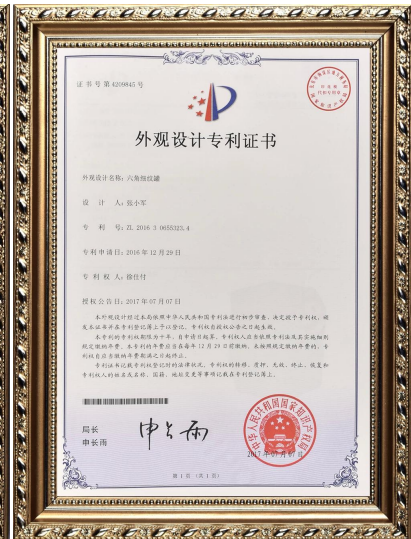 证书号第4209845号
外观设计专利证书
外观设计名称：六角细纹罐
设 计 人：张小军
专 利 号：ZL 2016 3 0655323.4
专利申请日：2016年12月29日
专 利 权 人：徐仕付
授权公告日：2017年07月07日
本外观设计经过本局依照中华人民共和国专利法进行初步审查，决定授予专利权，颁
发本证书并在专利登记簿上予以登记。专利权自授权公告之日起生效。
本专利的专利权期限为十年，自申请日起算。专利权人应当依照专利法及其实施细则
规定缴纳年费。本专利的年费应当在每年12月29日前缴纳。未按照规定缴纳年费的，专
利权自应当缴纳年费期满之日起终止。
专利证书记载专利权登记时的法律状况。专利权的转移、质押、无效、终止、恢复和
专利权人的姓名或名称、国籍、地址变更等事项记载在专利登记簿上。
局长
申长雨
申长雨
中华人民共和国国家知识产权局
2017年07月07日
第1页（共1页）